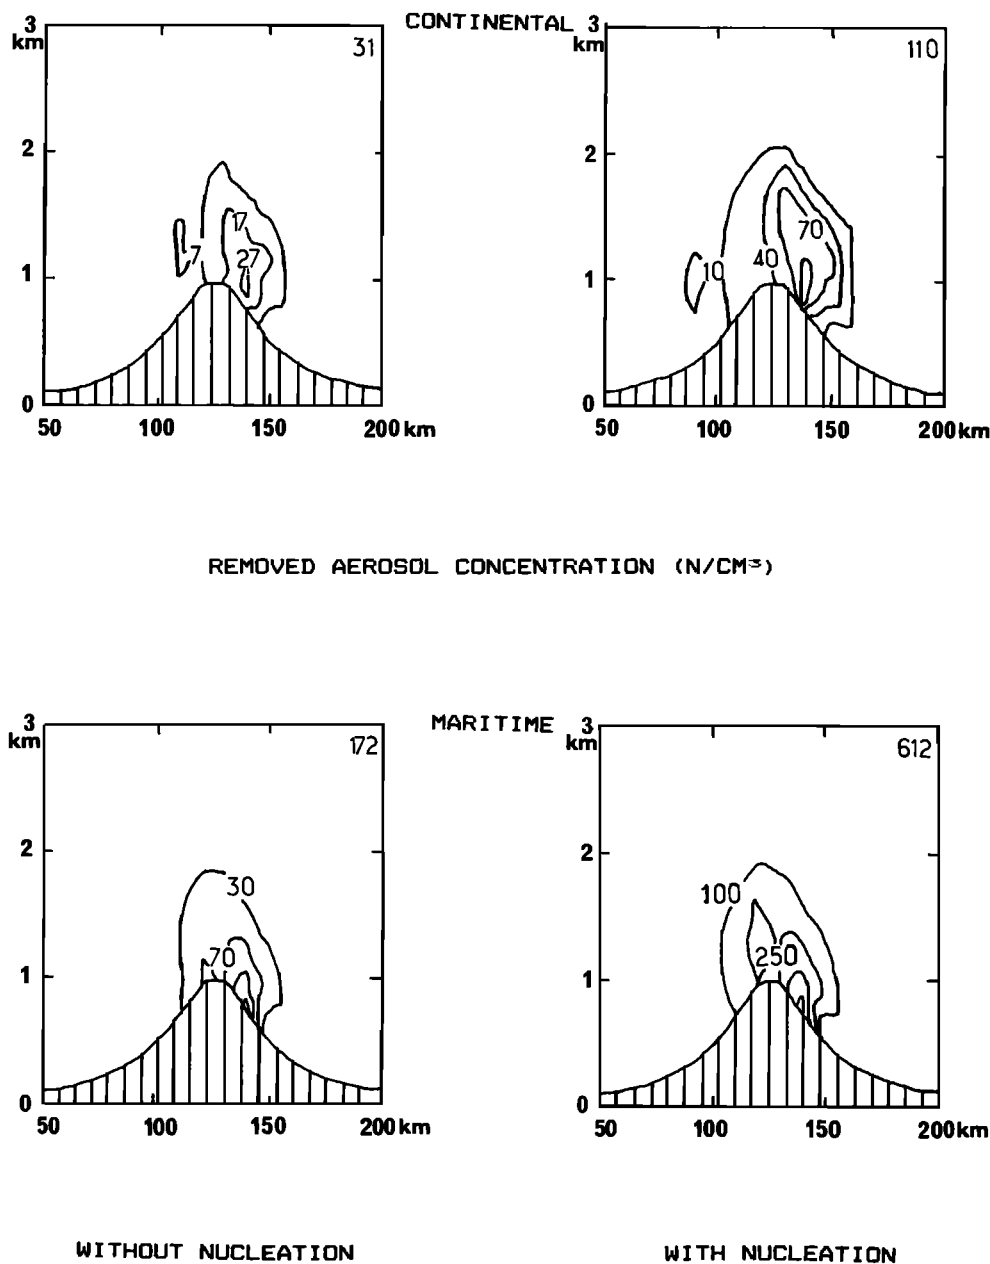 CONTINENTAL
3
km
31
2
17
7
27
1
0
50 100 150 200 km
3
km
110
2
70
10 40
1
0
50 100 150 200 km
REMOVED AEROSOL CONCENTRATION (N/CM³)
MARITIME
3
km
172
2
30
70
1
0
50 100 150 200 km
3
km
612
2
100
250
1
0
50 100 150 200 km
WITHOUT NUCLEATION
WITH NUCLEATION